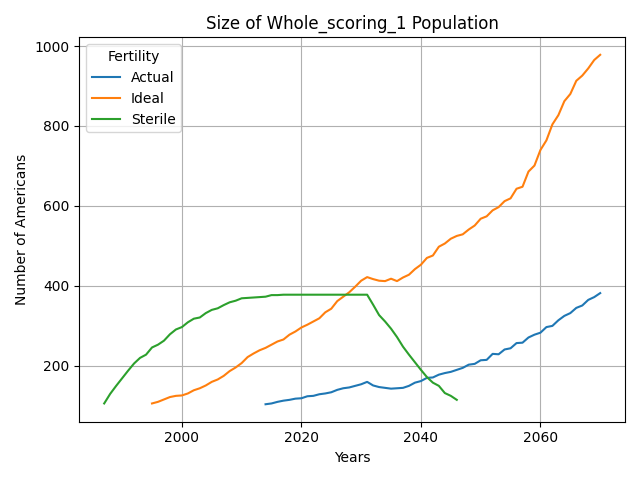 Size of Whole_scoring_1 Population
Fertility
Actual
Ideal
Sterile
Number of Americans
1000
800
600
400
200
2000
2020
2040
2060
Years